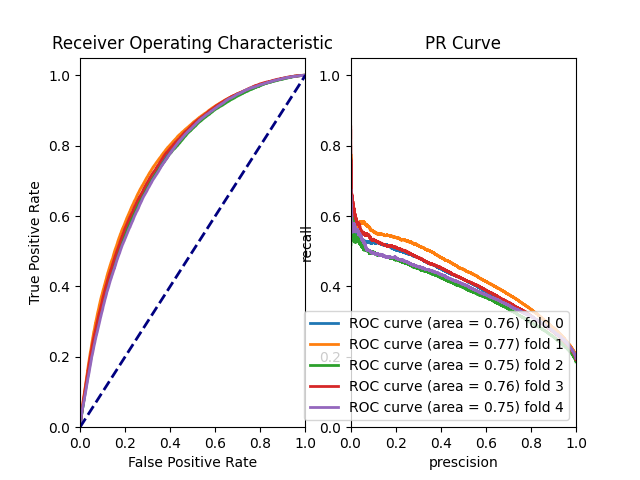 Receiver Operating Characteristic
PR Curve
1.0
0.8
0.6
0.4
0.2
0.0
True Positive Rate
0.0 0.2 0.4 0.6 0.8 1.0
False Positive Rate
1.0
0.8
0.6
0.4
0.2
0.0
recall
ROC curve (area = 0.76) fold 0
ROC curve (area = 0.77) fold 1
ROC curve (area = 0.75) fold 2
ROC curve (area = 0.76) fold 3
ROC curve (area = 0.75) fold 4
0.0 0.2 0.4 0.6 0.8 1.0
prescision